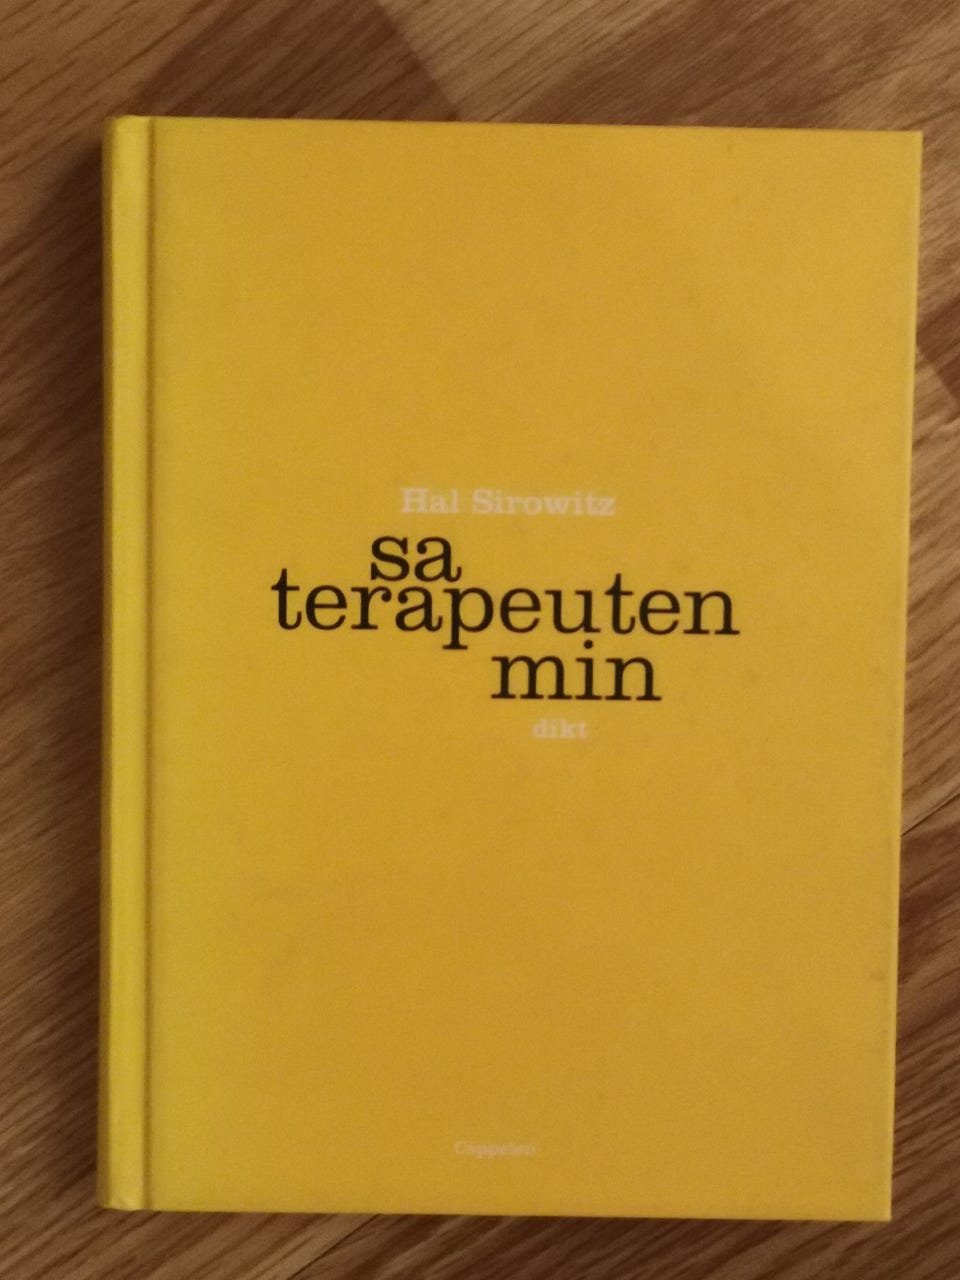 Hal Sirowitz
sa
terapeuten
min
dikt
Cappelen